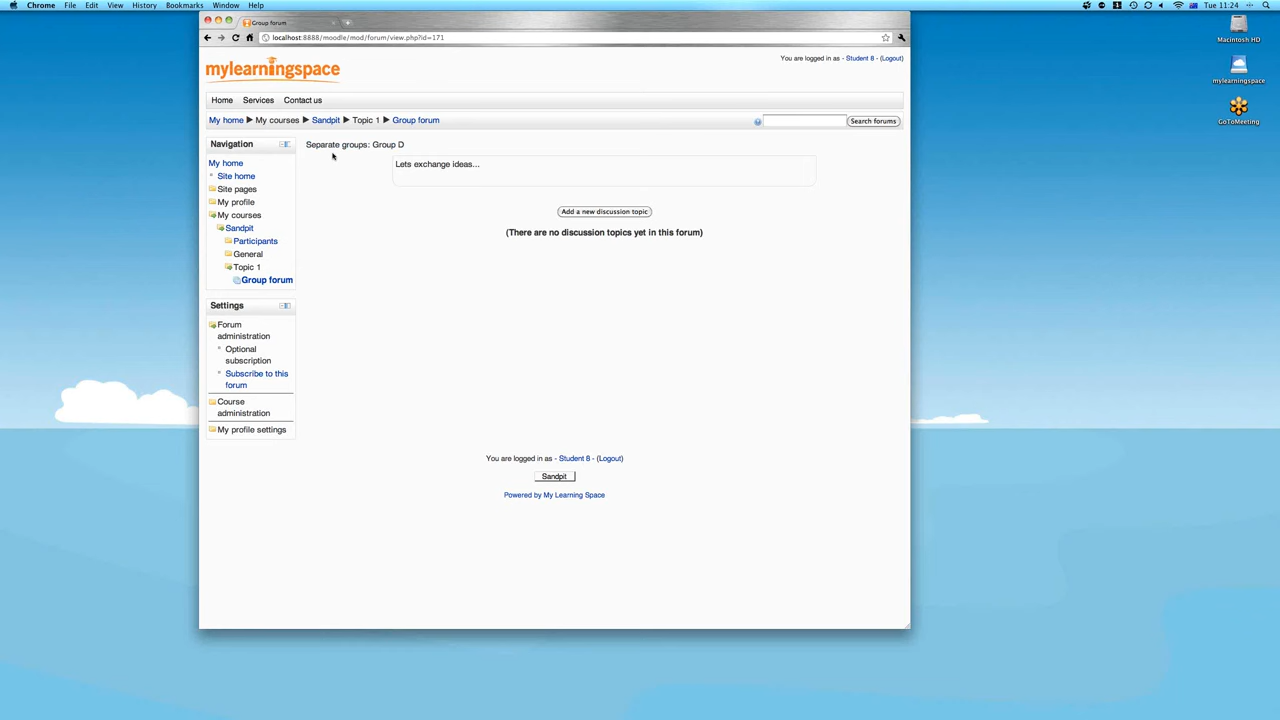 Chrome File Edit View History Bookmarks Window Help
Tue 11:24
Group forum
localhost:8888/moodle/mod/forum/view.php?id=171
Macintosh HD
mylearningspace
GoToMeeting
mylearningspace
You are logged in as - Student 8 - (Logout)
Home Services Contact us
My home ▶ My courses ▶ Sandpit ▶ Topic 1 ▶ Group forum
Search forums
Navigation
My home
Site home
Site pages
My profile
My courses
Sandpit
Participants
General
Topic 1
Group forum
Settings
Forum
administration
Optional
subscription
Subscribe to this
forum
Course
administration
My profile settings
Separate groups: Group D
Lets exchange ideas...
Add a new discussion topic
(There are no discussion topics yet in this forum)
You are logged in as - Student 8 - (Logout)
Sandpit
Powered by My Learning Space